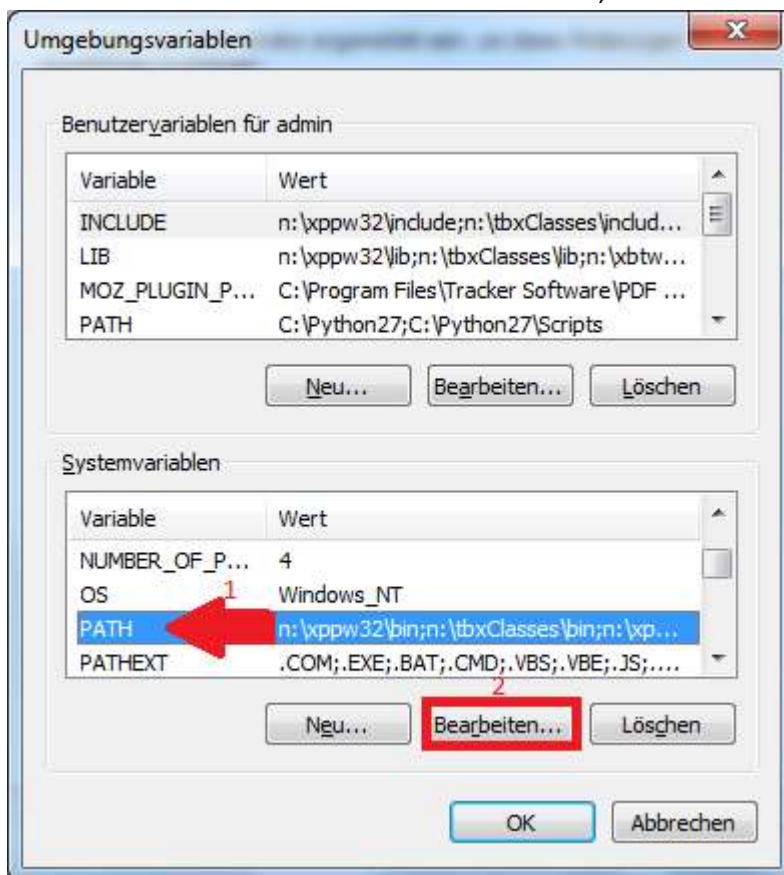 Umgebungsvariablen
Benutzervariablen für admin
Variable Wert
INCLUDE n:\xppw32\include;n:\tbxClasses\includ...
LIB n:\xppw32\lib;n:\tbxClasses\lib;n:\xbtw...
MOZ_PLUGIN_P... C:\Program Files\Tracker Software\PDF ...
PATH C:\Python27;C:\Python27\Scripts
Neu... Bearbeiten... Löschen
Systemvariablen
Variable Wert
NUMBER_OF_P... 4
OS 1 Windows_NT
PATH n:\xppw32\bin;n:\tbxClasses\bin;n:\xp...
PATHEXT .COM;.EXE;.BAT;.CMD;.VBS;.VBE;.JS;....
2
Neu... Bearbeiten... Löschen
OK Abbrechen